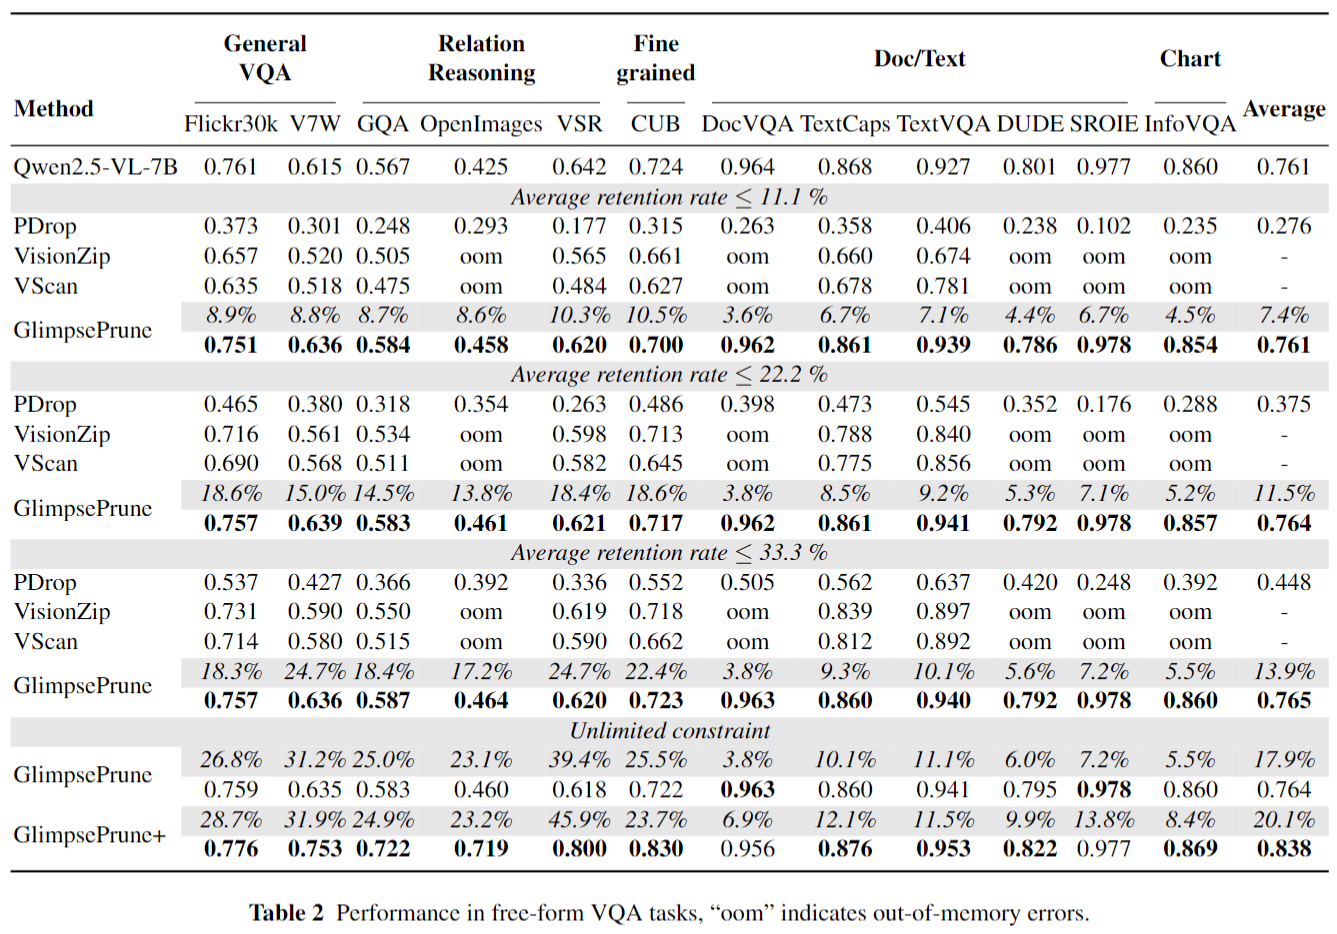 General Relation Fine
VQA Reasoning grained Doc/Text Chart
Method Average
Flickr30k V7W GQA OpenImages VSR CUB DocVQA TextCaps TextVQA DUDE SROIE InfoVQA
Qwen2.5-VL-7B 0.761 0.615 0.567 0.425 0.642 0.724 0.964 0.868 0.927 0.801 0.977 0.860 0.761
Average retention rate ≤ 11.1 %
PDrop 0.373 0.301 0.248 0.293 0.177 0.315 0.263 0.358 0.406 0.238 0.102 0.235 0.276
VisionZip 0.657 0.520 0.505 oom 0.565 0.661 oom 0.660 0.674 oom oom oom -
VScan 0.635 0.518 0.475 oom 0.484 0.627 oom 0.678 0.781 oom oom oom -
GlimpsePrune 8.9% 8.8% 8.7% 8.6% 10.3% 10.5% 3.6% 6.7% 7.1% 4.4% 6.7% 4.5% 7.4%
0.751 0.636 0.584 0.458 0.620 0.700 0.962 0.861 0.939 0.786 0.978 0.854 0.761
Average retention rate ≤ 22.2 %
PDrop 0.465 0.380 0.318 0.354 0.263 0.486 0.398 0.473 0.545 0.352 0.176 0.288 0.375
VisionZip 0.716 0.561 0.534 oom 0.598 0.713 oom 0.788 0.840 oom oom oom -
VScan 0.690 0.568 0.511 oom 0.582 0.645 oom 0.775 0.856 oom oom oom -
GlimpsePrune 18.6% 15.0% 14.5% 13.8% 18.4% 18.6% 3.8% 8.5% 9.2% 5.3% 7.1% 5.2% 11.5%
0.757 0.639 0.583 0.461 0.621 0.717 0.962 0.861 0.941 0.792 0.978 0.857 0.764
Average retention rate ≤ 33.3 %
PDrop 0.537 0.427 0.366 0.392 0.336 0.552 0.505 0.562 0.637 0.420 0.248 0.392 0.448
VisionZip 0.731 0.590 0.550 oom 0.619 0.718 oom 0.839 0.897 oom oom oom -
VScan 0.714 0.580 0.515 oom 0.590 0.662 oom 0.812 0.892 oom oom oom -
GlimpsePrune 18.3% 24.7% 18.4% 17.2% 24.7% 22.4% 3.8% 9.3% 10.1% 5.6% 7.2% 5.5% 13.9%
0.757 0.636 0.587 0.464 0.620 0.723 0.963 0.860 0.940 0.792 0.978 0.860 0.765
Unlimited constraint
GlimpsePrune 26.8% 31.2% 25.0% 23.1% 39.4% 25.5% 3.8% 10.1% 11.1% 6.0% 7.2% 5.5% 17.9%
0.759 0.635 0.583 0.460 0.618 0.722 0.963 0.860 0.941 0.795 0.978 0.860 0.764
GlimpsePrune+ 28.7% 31.9% 24.9% 23.2% 45.9% 23.7% 6.9% 12.1% 11.5% 9.9% 13.8% 8.4% 20.1%
0.776 0.753 0.722 0.719 0.800 0.830 0.956 0.876 0.953 0.822 0.977 0.869 0.838
Table 2 Performance in free-form VQA tasks, “oom” indicates out-of-memory errors.